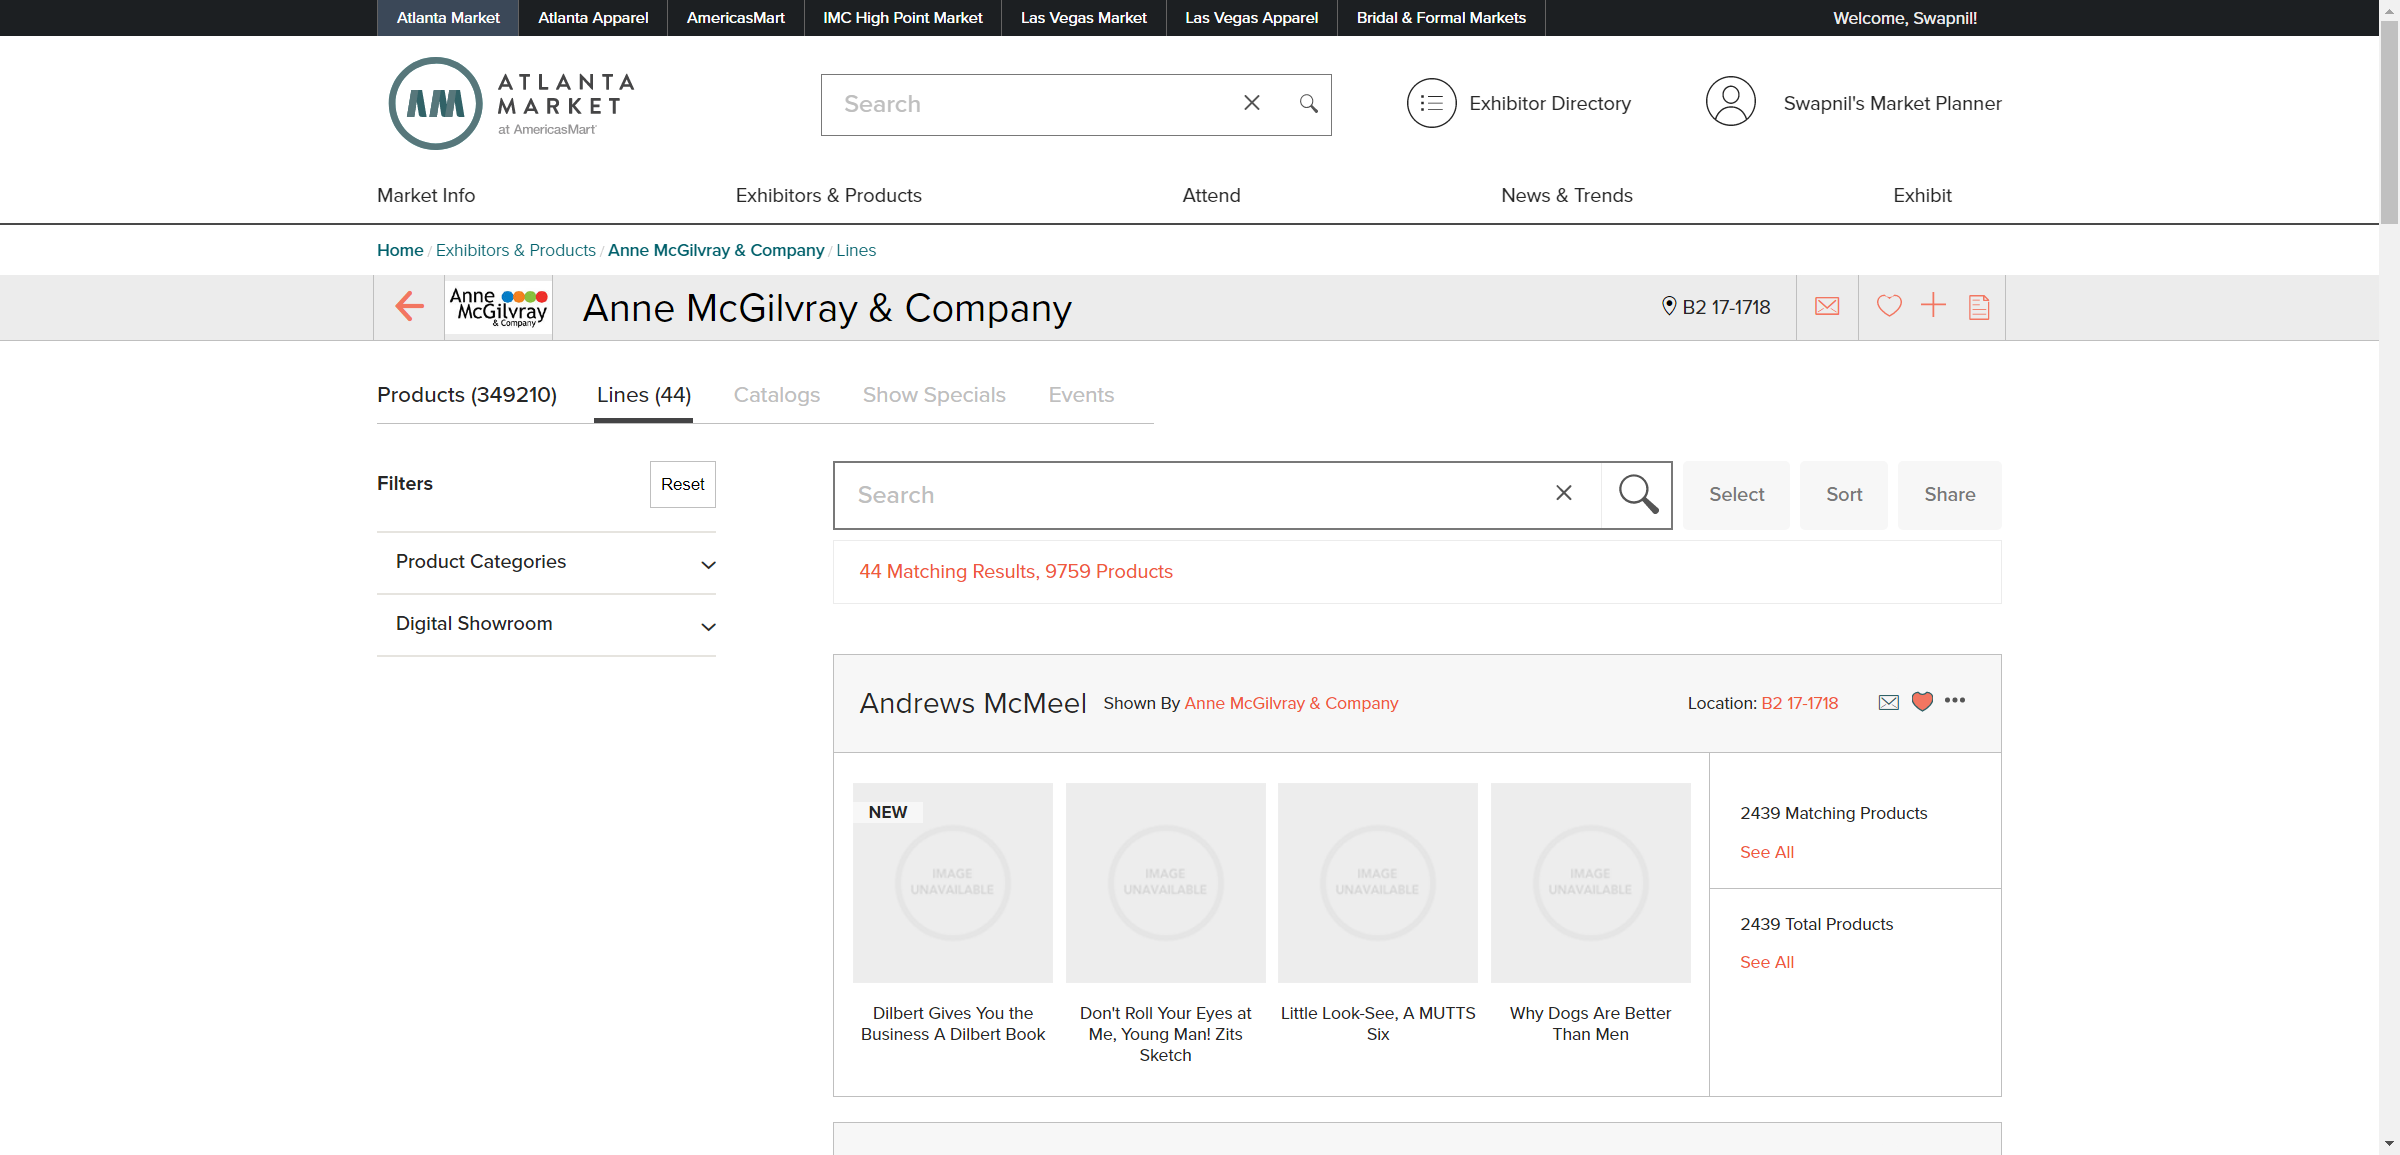 Atlanta Market Atlanta Apparel AmericasMart IMC High Point Market Las Vegas Market Las Vegas Apparel Bridal & Formal Markets Welcome, Swapnil!
AM ATLANTA
MARKET
at AmericasMart
Search
Exhibitor Directory
Swapnil's Market Planner
Market Info Exhibitors & Products Attend News & Trends Exhibit
Home / Exhibitors & Products / Anne McGilvray & Company / Lines
Anne
McGilvray
& Company
Anne McGilvray & Company
B2 17-1718
Products (349210) Lines (44) Catalogs Show Specials Events
Filters Reset
Product Categories
Digital Showroom
Search
Select Sort Share
44 Matching Results, 9759 Products
Andrews McMeel Shown By Anne McGilvray & Company Location: B2 17-1718
NEW
IMAGE
UNAVAILABLE
IMAGE
UNAVAILABLE
IMAGE
UNAVAILABLE
IMAGE
UNAVAILABLE
Dilbert Gives You the
Business A Dilbert Book
Don't Roll Your Eyes at
Me, Young Man! Zits
Sketch
Little Look-See, A MUTTS
Six
Why Dogs Are Better
Than Men
2439 Matching Products
See All
2439 Total Products
See All